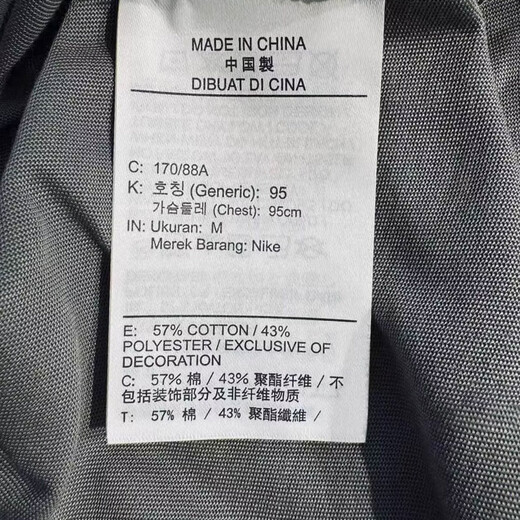 MADE IN CHINA
中国製
DIBUAT DI CINA
C: 170/88A
K: 호칭 (Generic): 95
가슴둘레 (Chest): 95cm
IN: Ukuran: M
Merek Barang: Nike
E: 57% COTTON / 43%
POLYESTER / EXCLUSIVE OF
DECORATION
C: 57% 棉 / 43% 聚酯纤维 / 不
包括装饰部分及非纤维物质
T: 57% 棉 / 43% 聚酯纖維 /